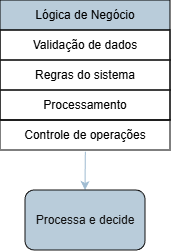 Lógica de Negócio
Validação de dados
Regras do sistema
Processamento
Controle de operações
Processa e decide